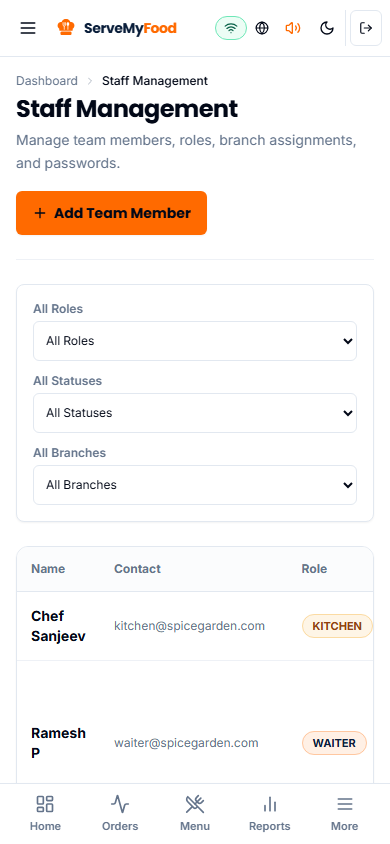 ServeMyFood
Dashboard > Staff Management
Staff Management
Manage team members, roles, branch assignments,
and passwords.
+ Add Team Member
All Roles
All Roles
All Statuses
All Statuses
All Branches
All Branches
Name Contact Role
Chef
Sanjeev
kitchen@spicegarden.com KITCHEN
Ramesh
P
waiter@spicegarden.com WAITER
Home Orders Menu Reports More